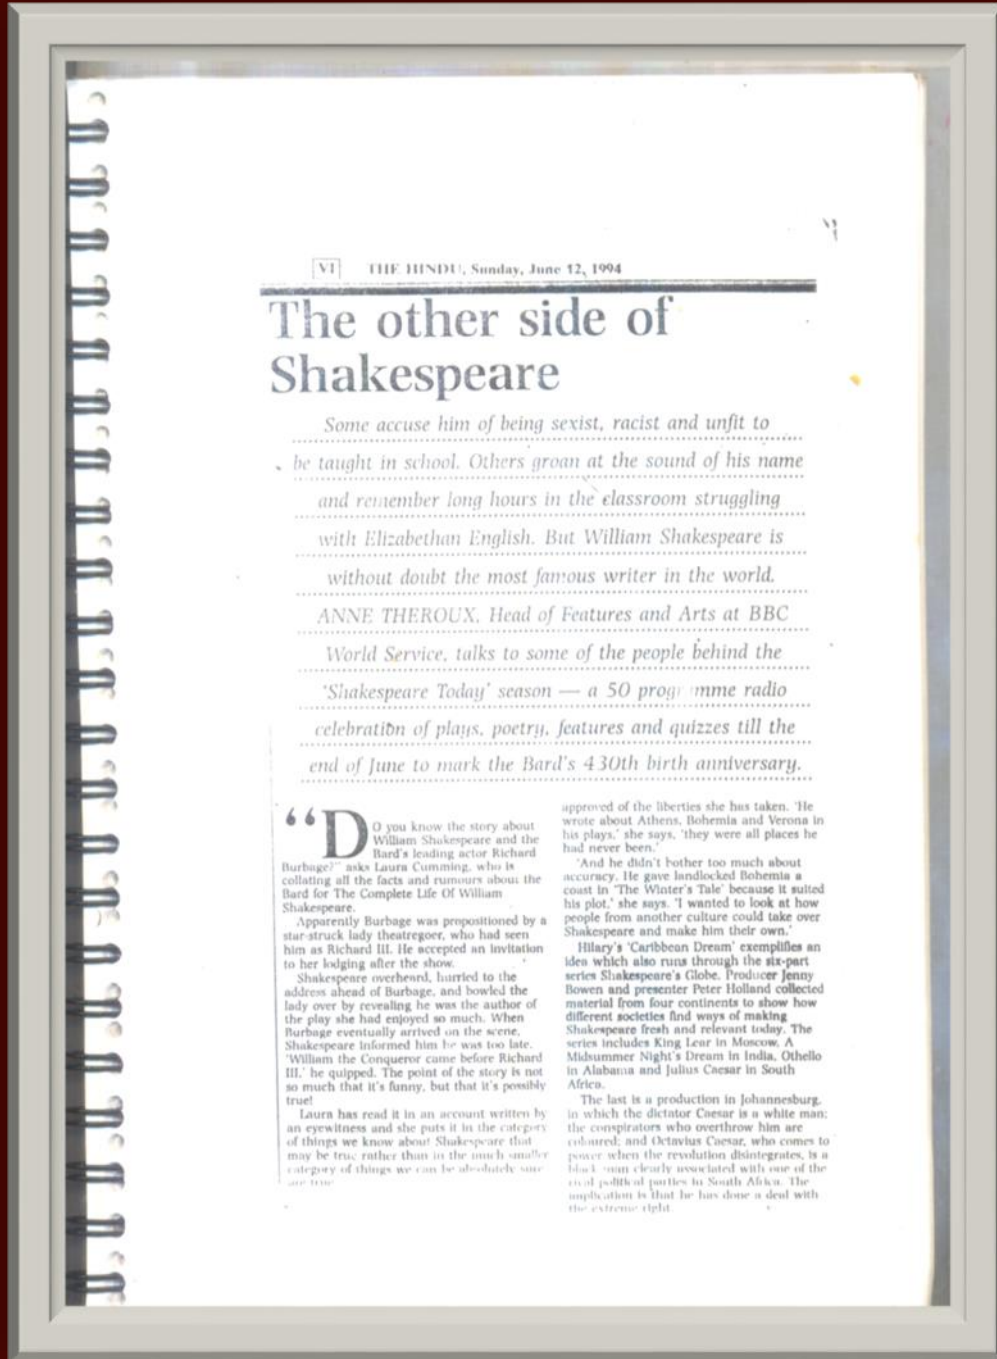 VI THE HINDU, Sunday, June 12, 1994
The other side of
Shakespeare
Some accuse him of being sexist, racist and unfit to
be taught in school. Others groan at the sound of his name
and remember long hours in the classroom struggling
with Elizabethan English. But William Shakespeare is
without doubt the most famous writer in the world.
ANNE THEROUX, Head of Features and Arts at BBC
World Service, talks to some of the people behind the
'Shakespeare Today' season — a 50 progr mme radio
celebration of plays, poetry, features and quizzes till the
end of June to mark the Bard's 430th birth anniversary.
“DO you know the story about
William Shakespeare and the
Bard's leading actor Richard
Burbage?” asks Laura Cumming, who is
collating all the facts and rumours about the
Bard for The Complete Life Of William
Shakespeare.
Apparently Burbage was propositioned by a
star-struck lady theatregoer, who had seen
him as Richard III. He accepted an invitation
to her lodging after the show.
Shakespeare overheard, hurried to the
address ahead of Burbage, and bowled the
lady over by revealing he was the author of
the play she had enjoyed so much. When
Burbage eventually arrived on the scene,
Shakespeare informed him he was too late.
'William the Conqueror came before Richard
III.' he quipped. The point of the story is not
so much that it's funny, but that it's possibly
true!
Laura has read it in an account written by
an eyewitness and she puts it in the category
of things we know about Shakespeare that
may be true rather than in the much smaller
category of things we can be absolutely sure
are true
approved of the liberties she has taken. 'He
wrote about Athens, Bohemia and Verona in
his plays,' she says, 'they were all places he
had never been.'
'And he didn't bother too much about
accuracy. He gave landlocked Bohemia a
coast in 'The Winter's Tale' because it suited
his plot,' she says. 'I wanted to look at how
people from another culture could take over
Shakespeare and make him their own.'
Hilary's 'Caribbean Dream' exemplifies an
idea which also runs through the six-part
series Shakespeare's Globe. Producer Jenny
Bowen and presenter Peter Holland collected
material from four continents to show how
different societies find ways of making
Shakespeare fresh and relevant today. The
series includes King Lear in Moscow, A
Midsummer Night's Dream in India, Othello
in Alabama and Julius Caesar in South
Africa.
The last is a production in Johannesburg,
in which the dictator Caesar is a white man;
the conspirators who overthrow him are
coloured; and Octavius Caesar, who comes to
power when the revolution disintegrates, is a
black man clearly associated with one of the
rival political parties in South Africa. The
implication is that he has done a deal with
the extreme right.